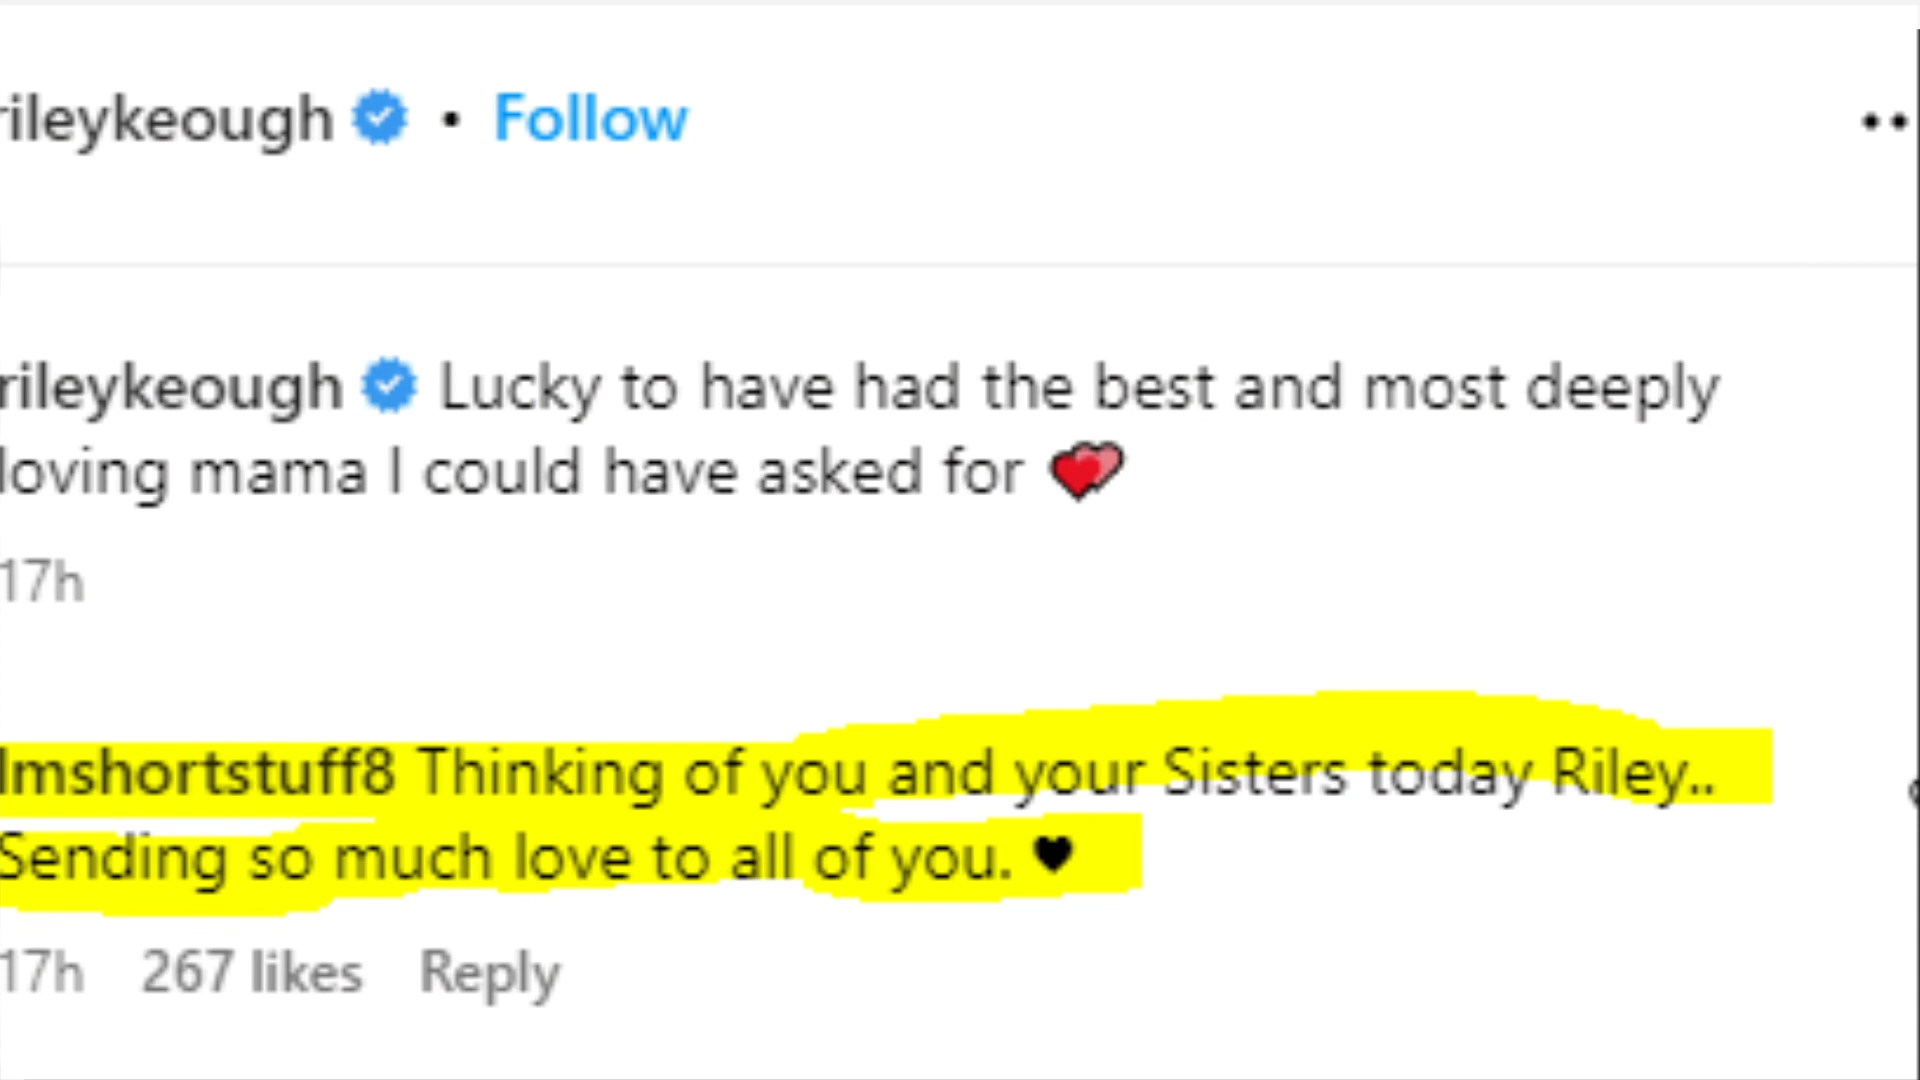 rileykeough • Follow
rileykeough Lucky to have had the best and most deeply
loving mama I could have asked for 💕
17h
lmshortstuff8 Thinking of you and your Sisters today Riley..
Sending so much love to all of you. 🖤
17h 267 likes Reply